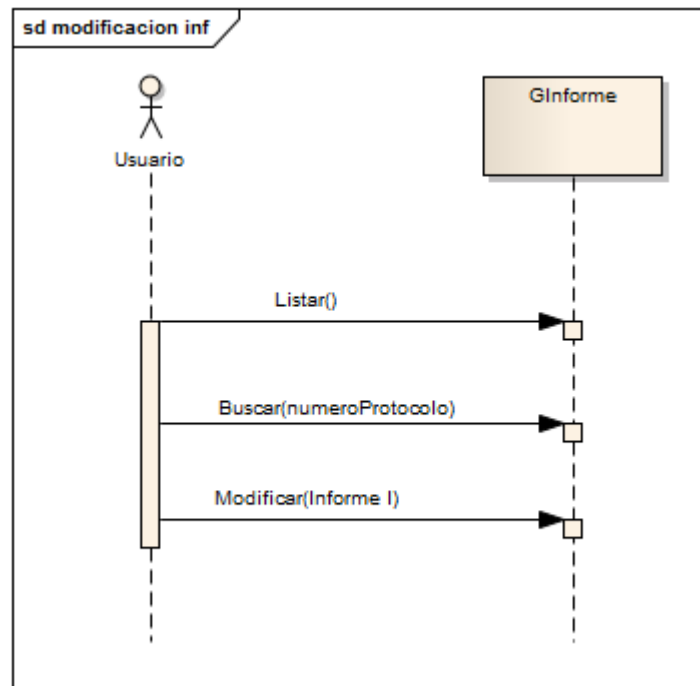 sd modificacion inf
Usuario
GInforme
Listar()
Buscar(numeroProtocolo)
Modificar(Informe I)